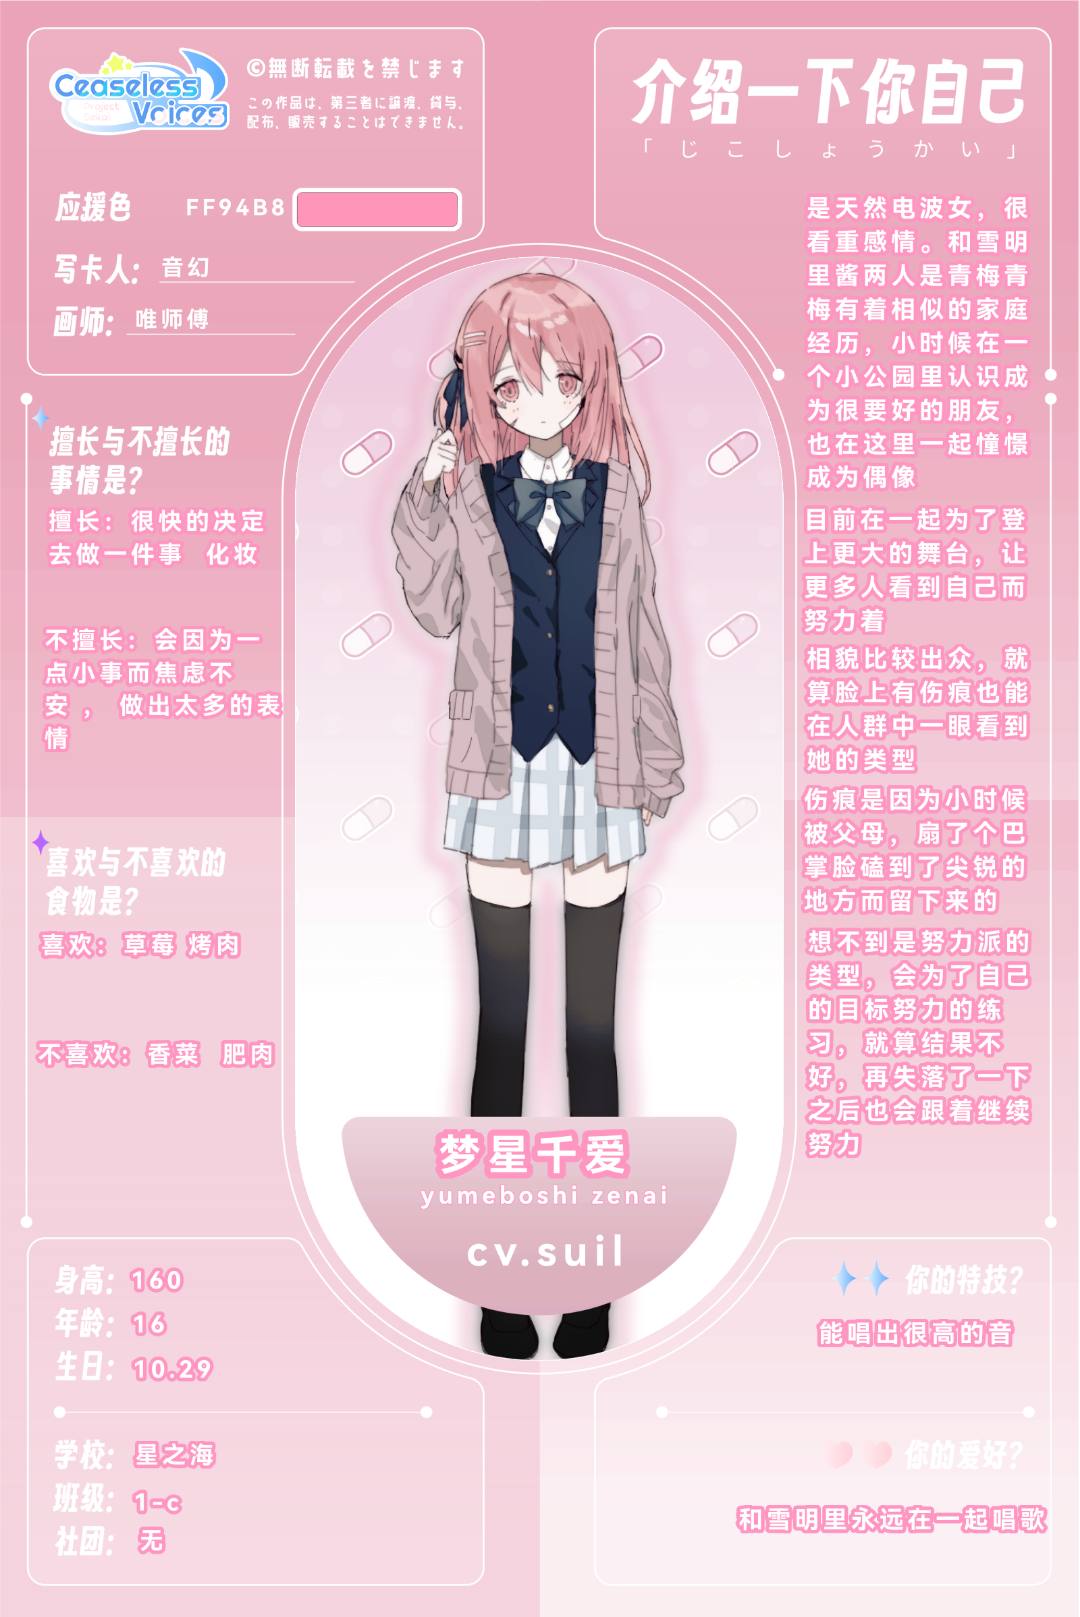 Ceaseless
Voices
Project
Sekai
©無断転載を禁じます
この作品は、第三者に譲渡、貸与、
配布、販売することはできません。
应援色 FF94B8
写卡人：音幻
画师：唯师傅
擅长与不擅长的
事情是？
擅长：很快的决定
去做一件事 化妆
不擅长：会因为一
点小事而焦虑不
安 ， 做出太多的表
情
喜欢与不喜欢的
食物是？
喜欢：草莓 烤肉
不喜欢：香菜 肥肉
介绍一下你自己
「じこしょうかい」
是天然电波女，很
看重感情。和雪明
里酱两人是青梅青
梅有着相似的家庭
经历，小时候在一
个小公园里认识成
为很要好的朋友，
也在这里一起憧憬
成为偶像
目前在一起为了登
上更大的舞台，让
更多人看到自己而
努力着
相貌比较出众，就
算脸上有伤痕也能
在人群中一眼看到
她的类型
伤痕是因为小时候
被父母，扇了个巴
掌脸磕到了尖锐的
地方而留下来的
想不到是努力派的
类型，会为了自己
的目标努力的练
习，就算结果不
好，再失落了一下
之后也会跟着继续
努力
梦星千爱
yumeboshi zenai
cv.suil
身高：160
年龄：16
生日：10.29
学校：星之海
班级：1-c
社团：无
你的特技？
能唱出很高的音
你的爱好？
和雪明里永远在一起唱歌